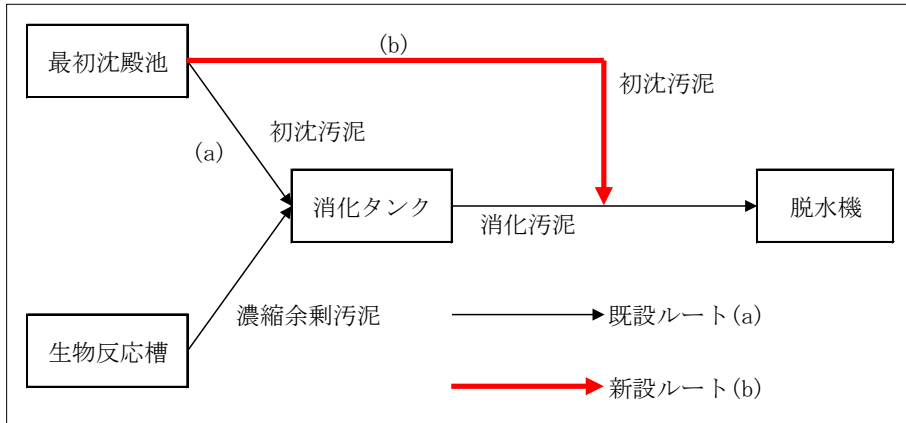 (b)
最初沈殿池
初沈汚泥
初沈汚泥
(a)
消化タンク
脱水機
消化汚泥
濃縮余剰汚泥
既設ルート(a)
生物反応槽
新設ルート(b)